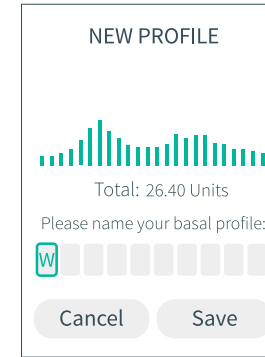 NEW PROFILE
Total: 26.40 Units
Please name your basal profile:
W
Cancel Save